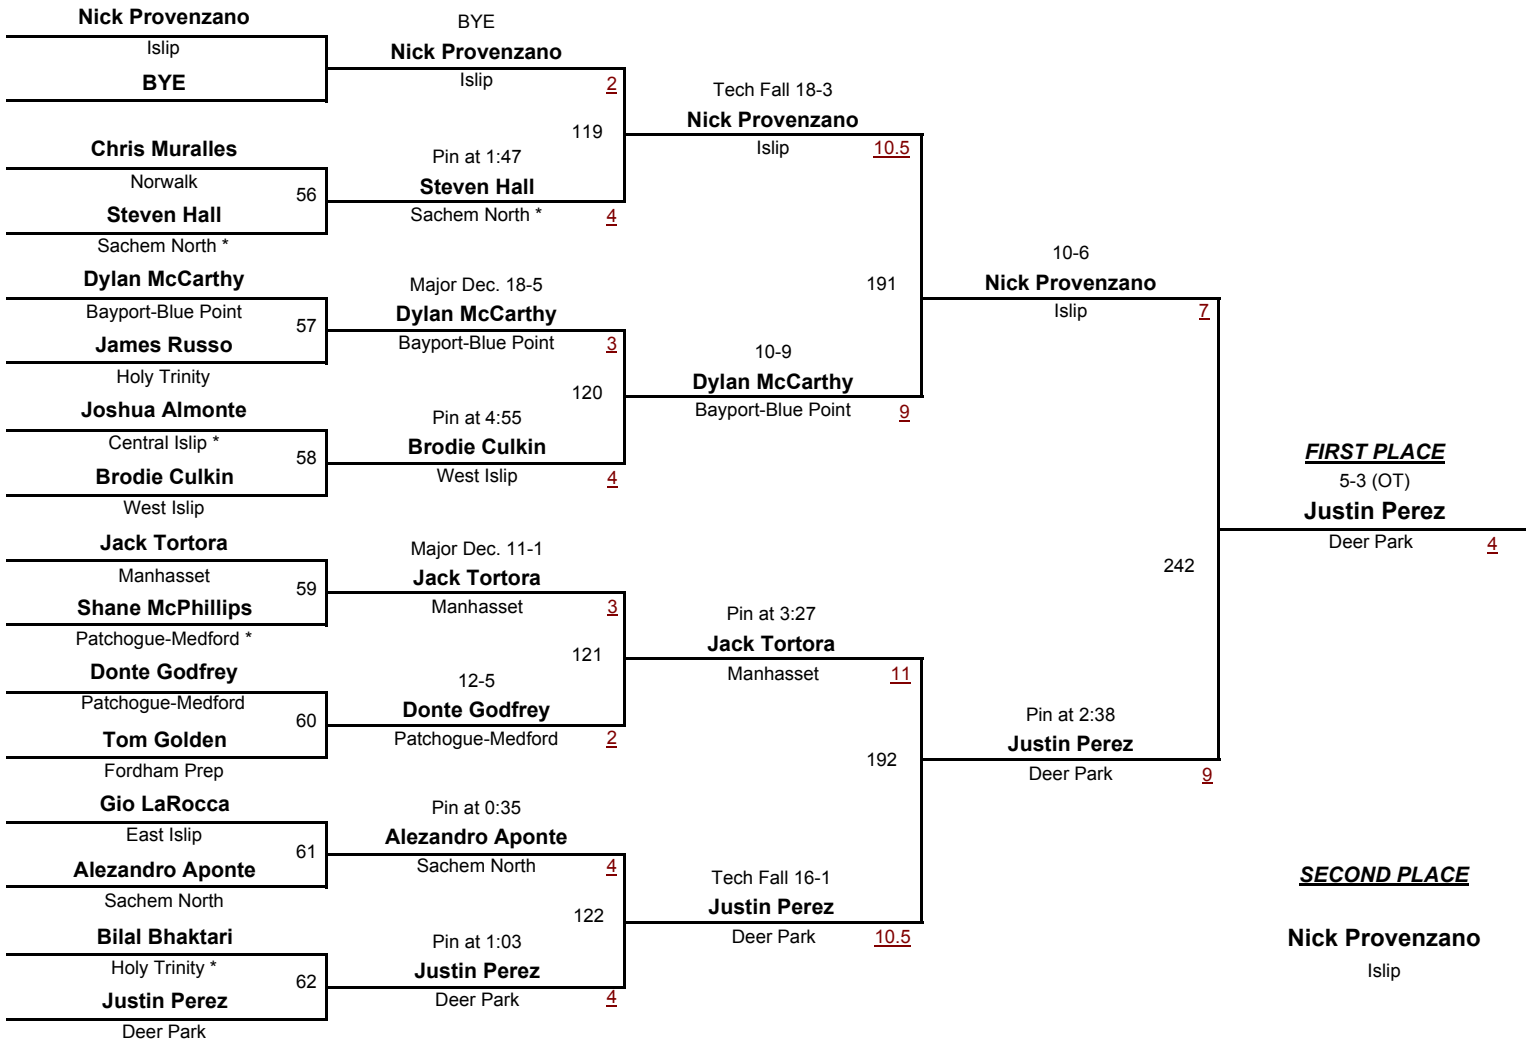 Nick Provenzano
Islip
BYE
Chris Muralles
Norwalk
56
Steven Hall
Sachem North *
Dylan McCarthy
Bayport-Blue Point
57
James Russo
Holy Trinity
Joshua Almonte
Central Islip *
58
Brodie Culkin
West Islip
Jack Tortora
Manhasset
59
Shane McPhillips
Patchogue-Medford *
Donte Godfrey
Patchogue-Medford
60
Tom Golden
Fordham Prep
Gio LaRocca
East Islip
61
Alezandro Aponte
Sachem North
Bilal Bhaktari
Holy Trinity *
62
Justin Perez
Deer Park
BYE
Nick Provenzano
Islip
2
119
Pin at 1:47
Steven Hall
Sachem North *
4
Major Dec. 18-5
Dylan McCarthy
Bayport-Blue Point
3
120
Pin at 4:55
Brodie Culkin
West Islip
4
Major Dec. 11-1
Jack Tortora
Manhasset
3
121
12-5
Donte Godfrey
Patchogue-Medford
2
Pin at 0:35
Alezandro Aponte
Sachem North
4
122
Pin at 1:03
Justin Perez
Deer Park
4
Tech Fall 18-3
Nick Provenzano
Islip
10.5
191
10-9
Dylan McCarthy
Bayport-Blue Point
9
Pin at 3:27
Jack Tortora
Manhasset
11
192
Tech Fall 16-1
Justin Perez
Deer Park
10.5
10-6
Nick Provenzano
Islip
7
242
Pin at 2:38
Justin Perez
Deer Park
9
FIRST PLACE
5-3 (OT)
Justin Perez
Deer Park
4
SECOND PLACE
Nick Provenzano
Islip